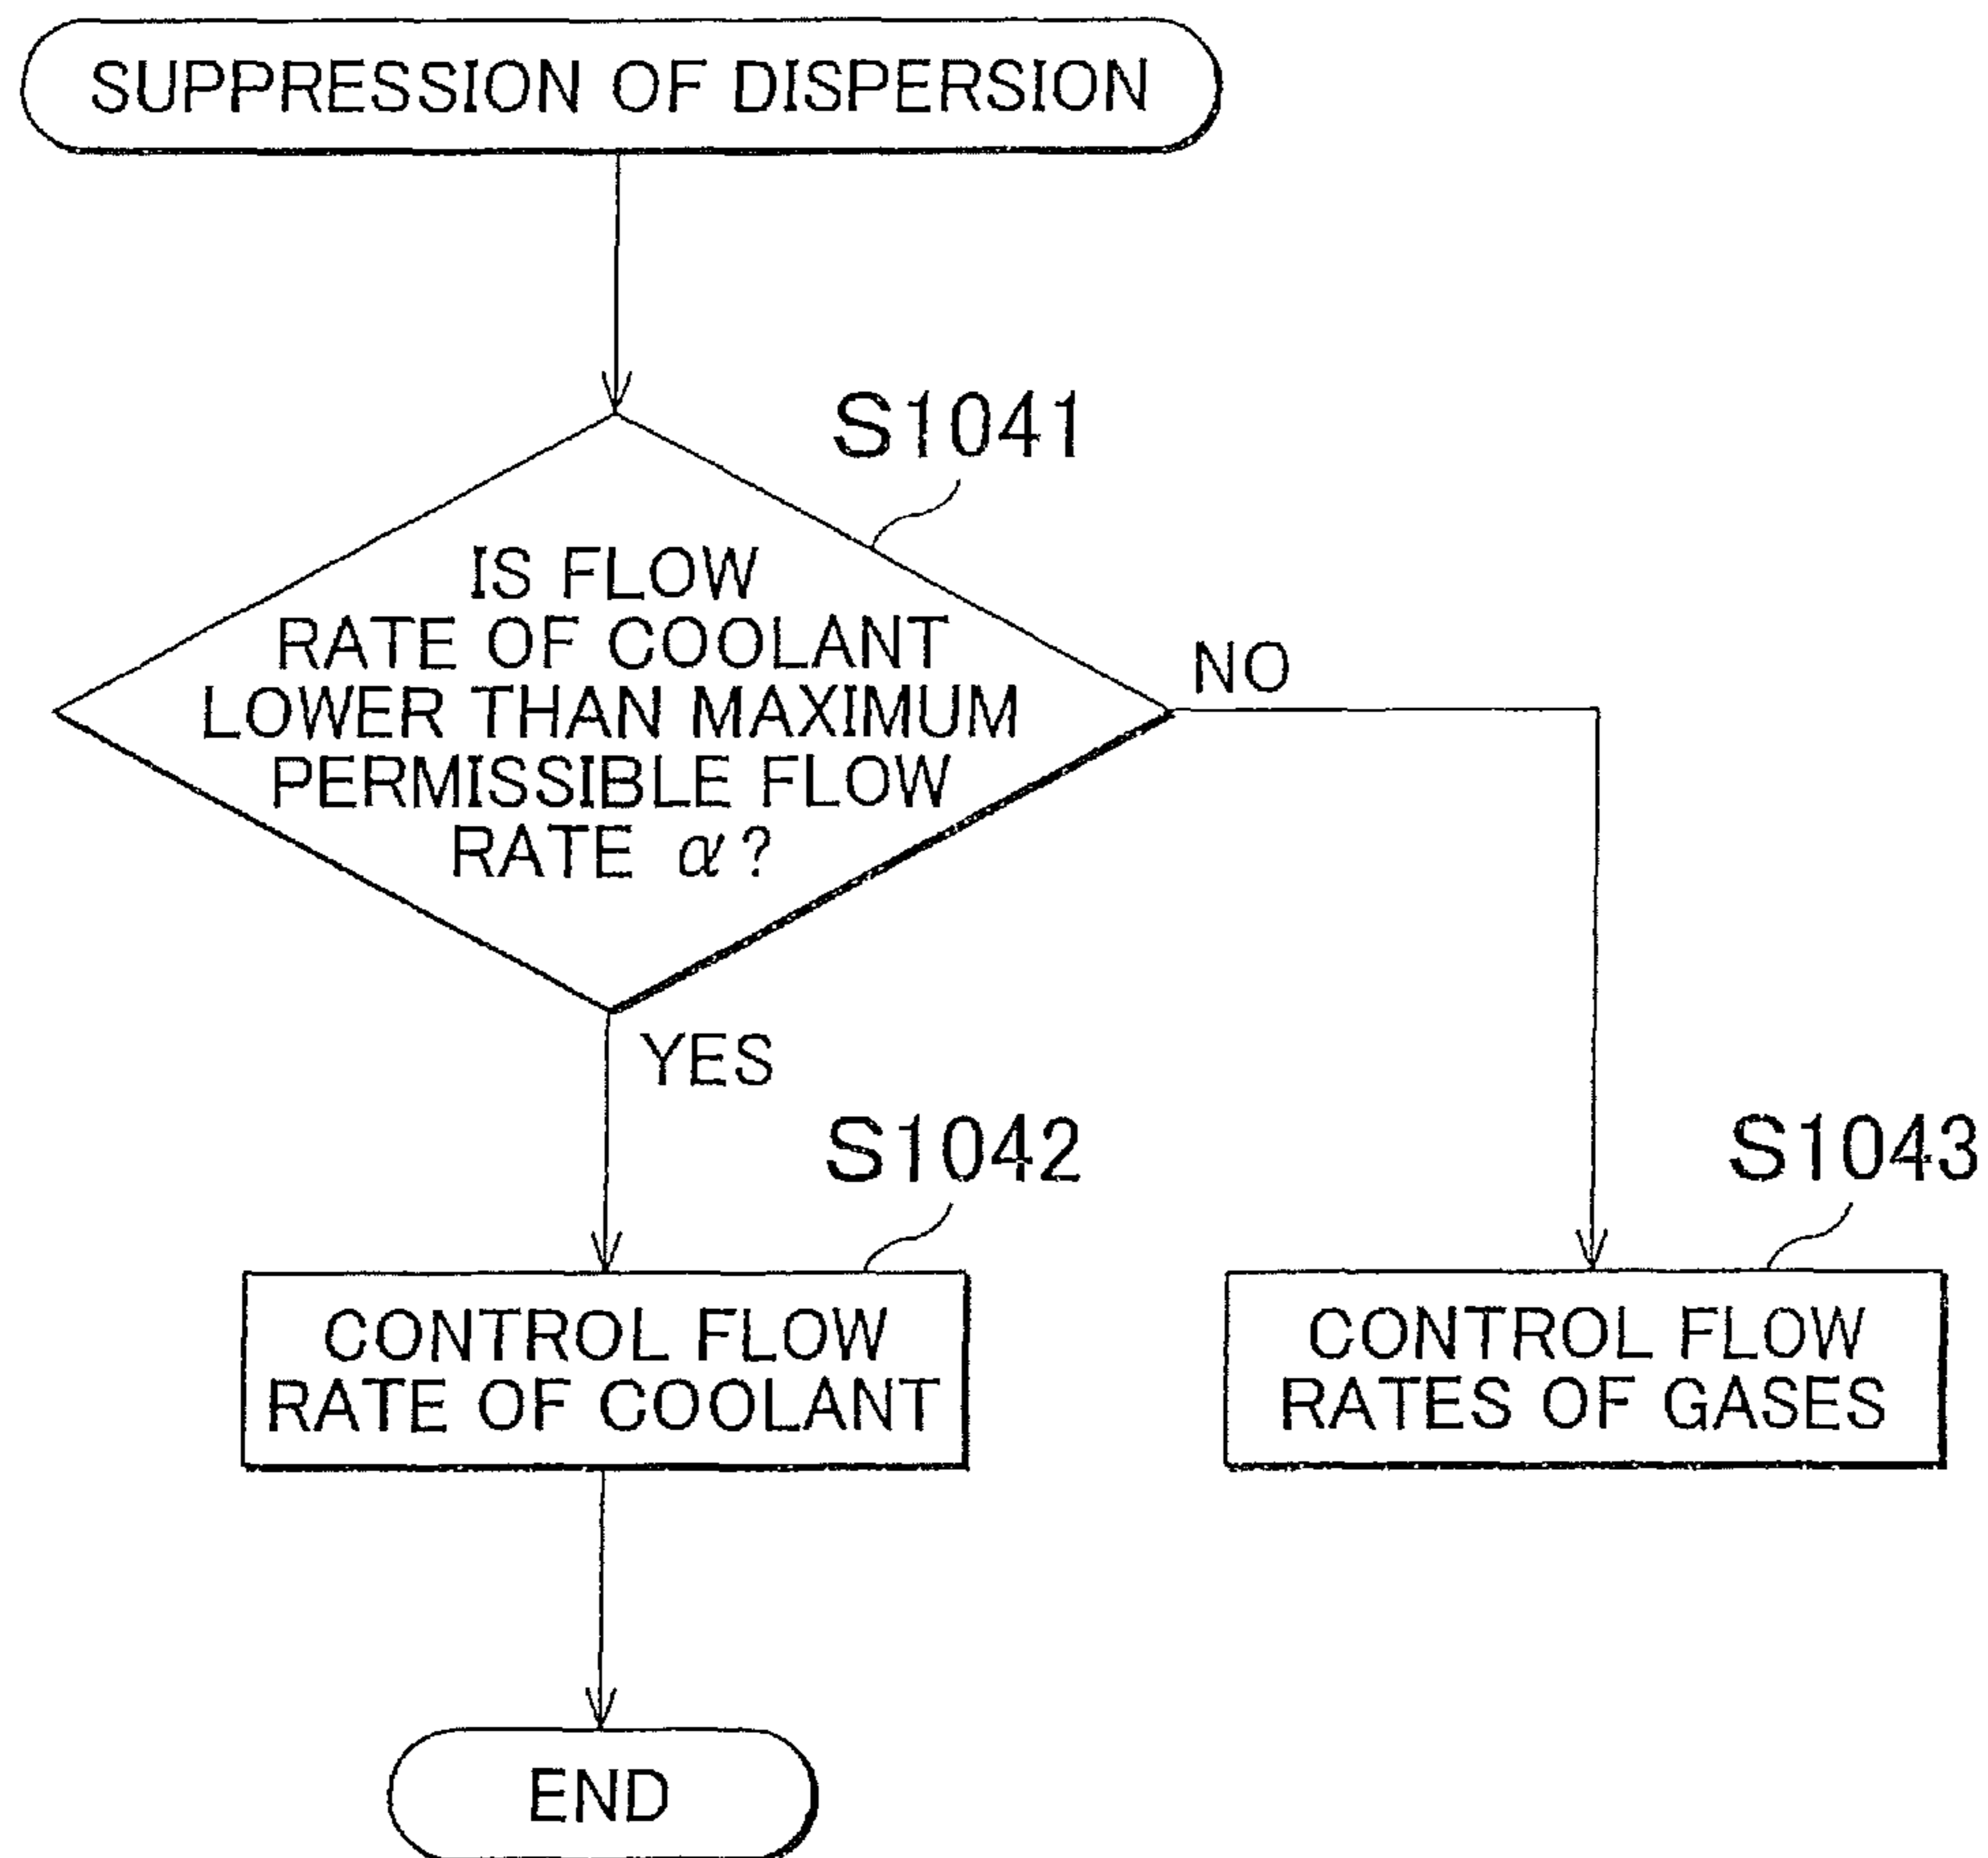 SUPPRESSION OF DISPERSION
S1041
IS FLOW
RATE OF COOLANT
LOWER THAN MAXIMUM
PERMISSIBLE FLOW
RATE α?
NO
YES
S1042
S1043
CONTROL FLOW
RATE OF COOLANT
CONTROL FLOW
RATES OF GASES
END